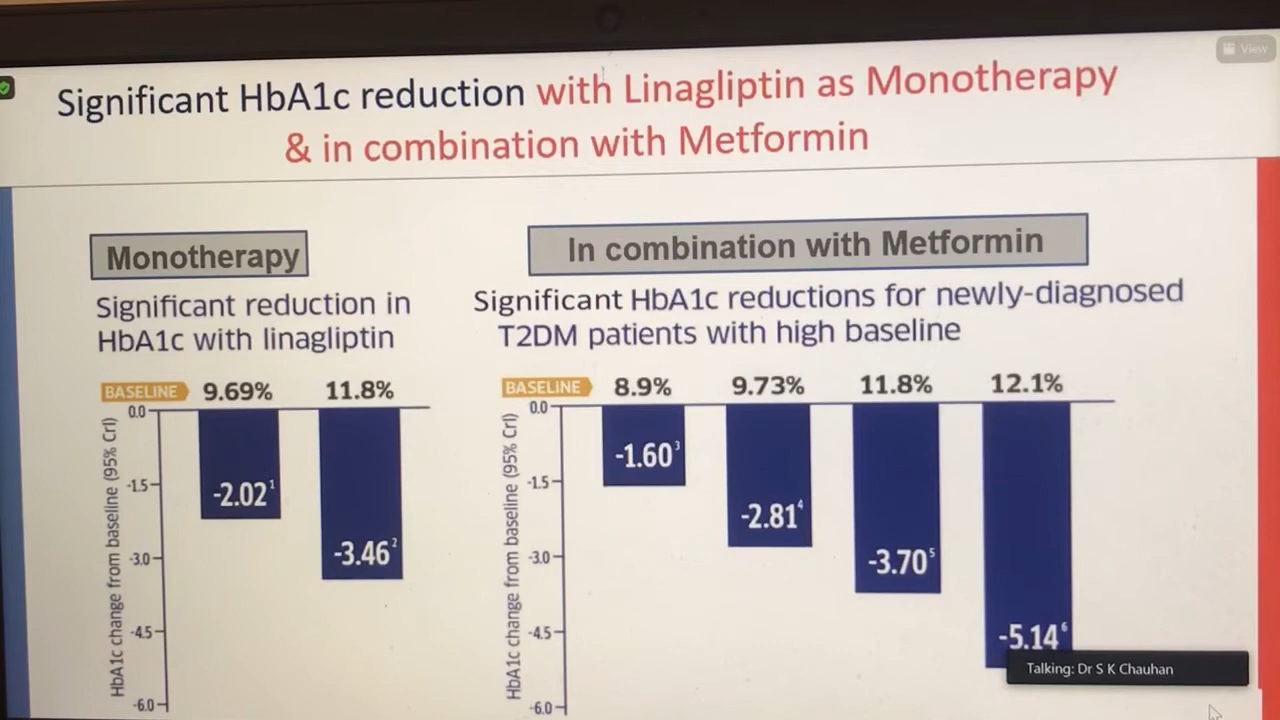 View
Significant HbA1c reduction with Linagliptin as Monotherapy
& in combination with Metformin
Monotherapy
Significant reduction in
HbA1c with linagliptin
BASELINE 9.69% 11.8%
HbA1c change from baseline (95% CrI)
0.0
-1.5
-3.0
-4.5
-6.0
-2.02¹
-3.46²
In combination with Metformin
Significant HbA1c reductions for newly-diagnosed
T2DM patients with high baseline
BASELINE 8.9% 9.73% 11.8% 12.1%
HbA1c change from baseline (95% CrI)
0.0
-1.5
-3.0
-4.5
-6.0
-1.60³
-2.81⁴
-3.70⁵
-5.14⁶
Talking: Dr S K Chauhan